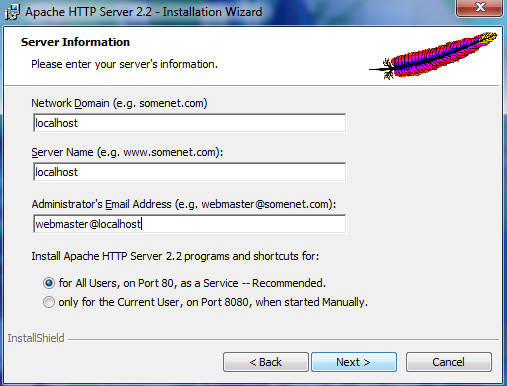 Apache HTTP Server 2.2 - Installation Wizard
Server Information
Please enter your server's information.
Network Domain (e.g. somenet.com)
localhost
Server Name (e.g. www.somenet.com):
localhost
Administrator's Email Address (e.g. webmaster@somenet.com):
webmaster@localhost
Install Apache HTTP Server 2.2 programs and shortcuts for:
for All Users, on Port 80, as a Service -- Recommended.
only for the Current User, on Port 8080, when started Manually.
InstallShield
< Back Next > Cancel